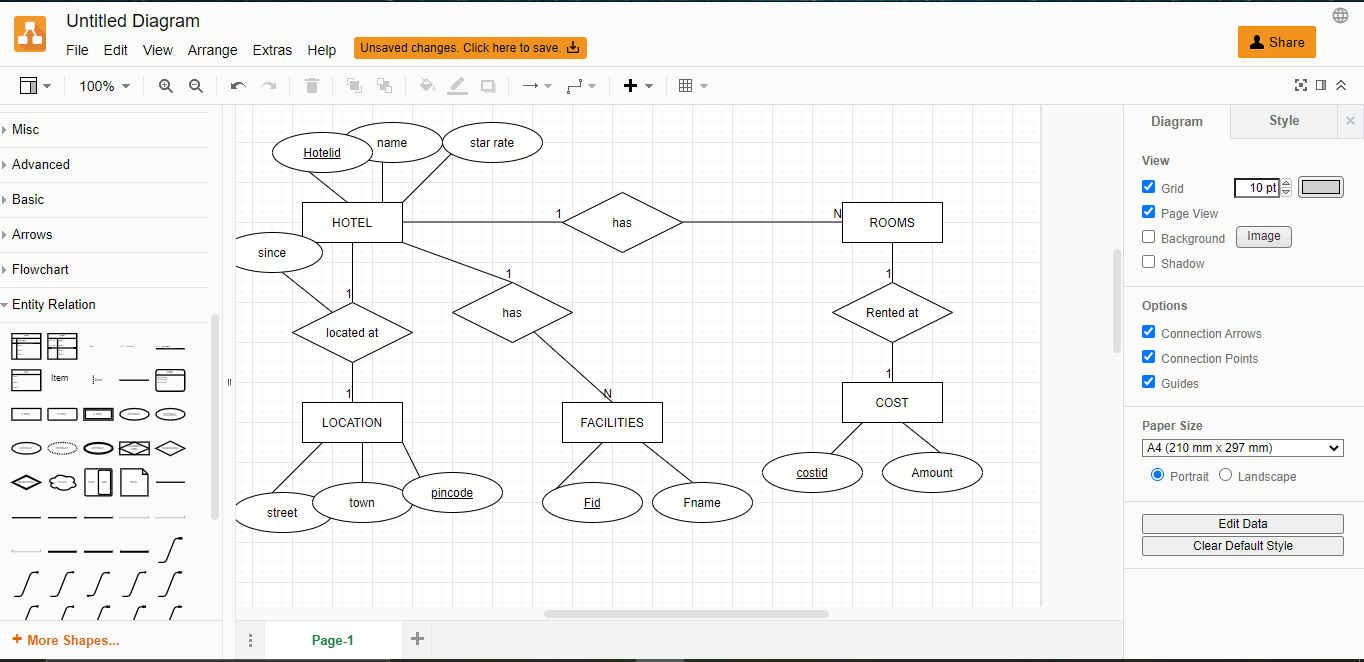 Untitled Diagram
File Edit View Arrange Extras Help Unsaved changes. Click here to save.
Share
100%
Misc
Advanced
Basic
Arrows
Flowchart
Entity Relation
Item
+ More Shapes...
Hotelid
name
star rate
HOTEL
1
has
N
ROOMS
since
1
1
1
located at
has
Rented at
1
N
1
LOCATION
FACILITIES
COST
street
town
pincode
Fid
Fname
costid
Amount
Page-1
Diagram
Style
View
Grid
10 pt
Page View
Background
Image
Shadow
Options
Connection Arrows
Connection Points
Guides
Paper Size
A4 (210 mm x 297 mm)
Portrait
Landscape
Edit Data
Clear Default Style